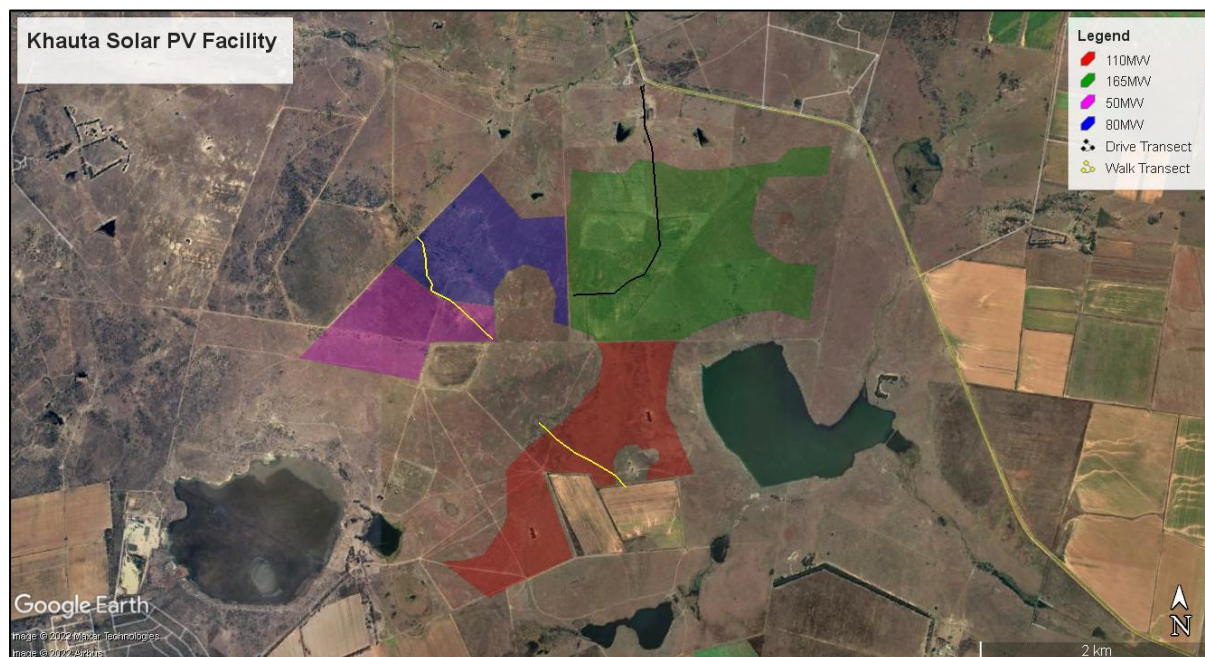 Khauta Solar PV Facility
Legend
110MW
165MW
50MW
80MW
Drive Transect
Walk Transect
Google Earth
Image © 2022 Maxar Technologies
Image © 2022 Airbus
N
2 km